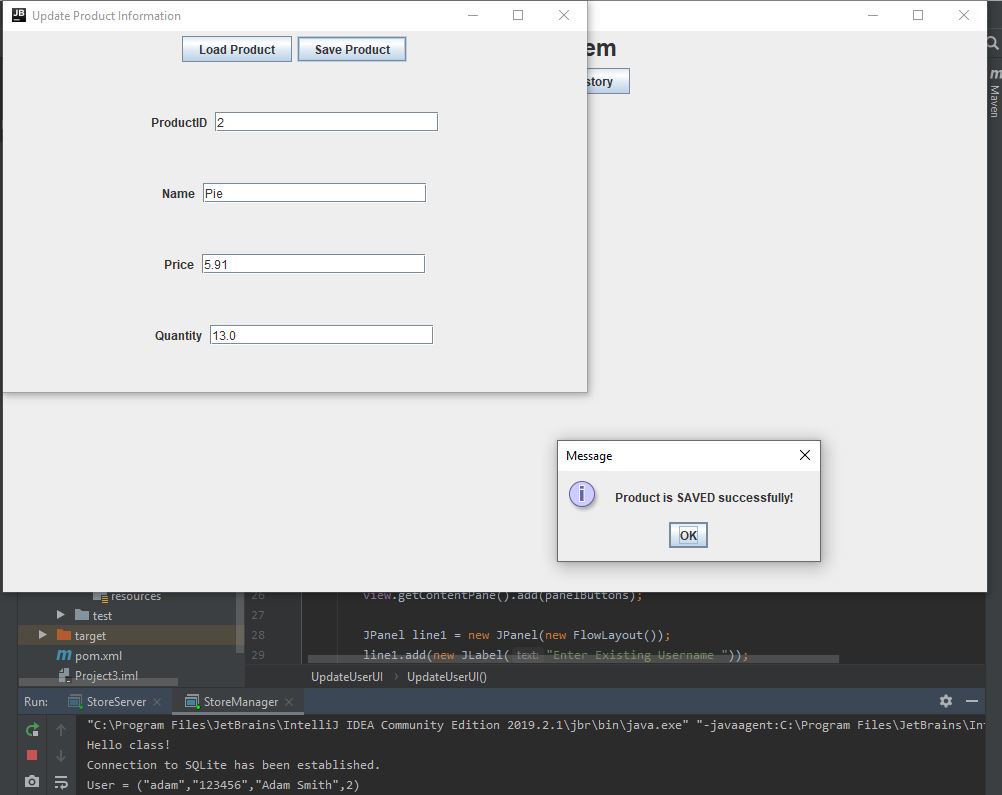 JB Update Product Information
em
Load Product Save Product
story
ProductID 2
Maven
Name Pie
Price 5.91
Quantity 13.0
Message
Product is SAVED successfully!
OK
resources
test
target
pom.xml
Project3.iml
26 view.getContentPane().add(panelButtons);
27
28 JPanel line1 = new JPanel(new FlowLayout());
29 line1.add(new JLabel( text: "Enter Existing Username "));
UpdateUserUI › UpdateUserUI()
Run: StoreServer StoreManager
"C:\Program Files\JetBrains\IntelliJ IDEA Community Edition 2019.2.1\jbr\bin\java.exe" "-javaagent:C:\Program Files\JetBrains\Int
Hello class!
Connection to SQLite has been established.
User = ("adam","123456","Adam Smith",2)